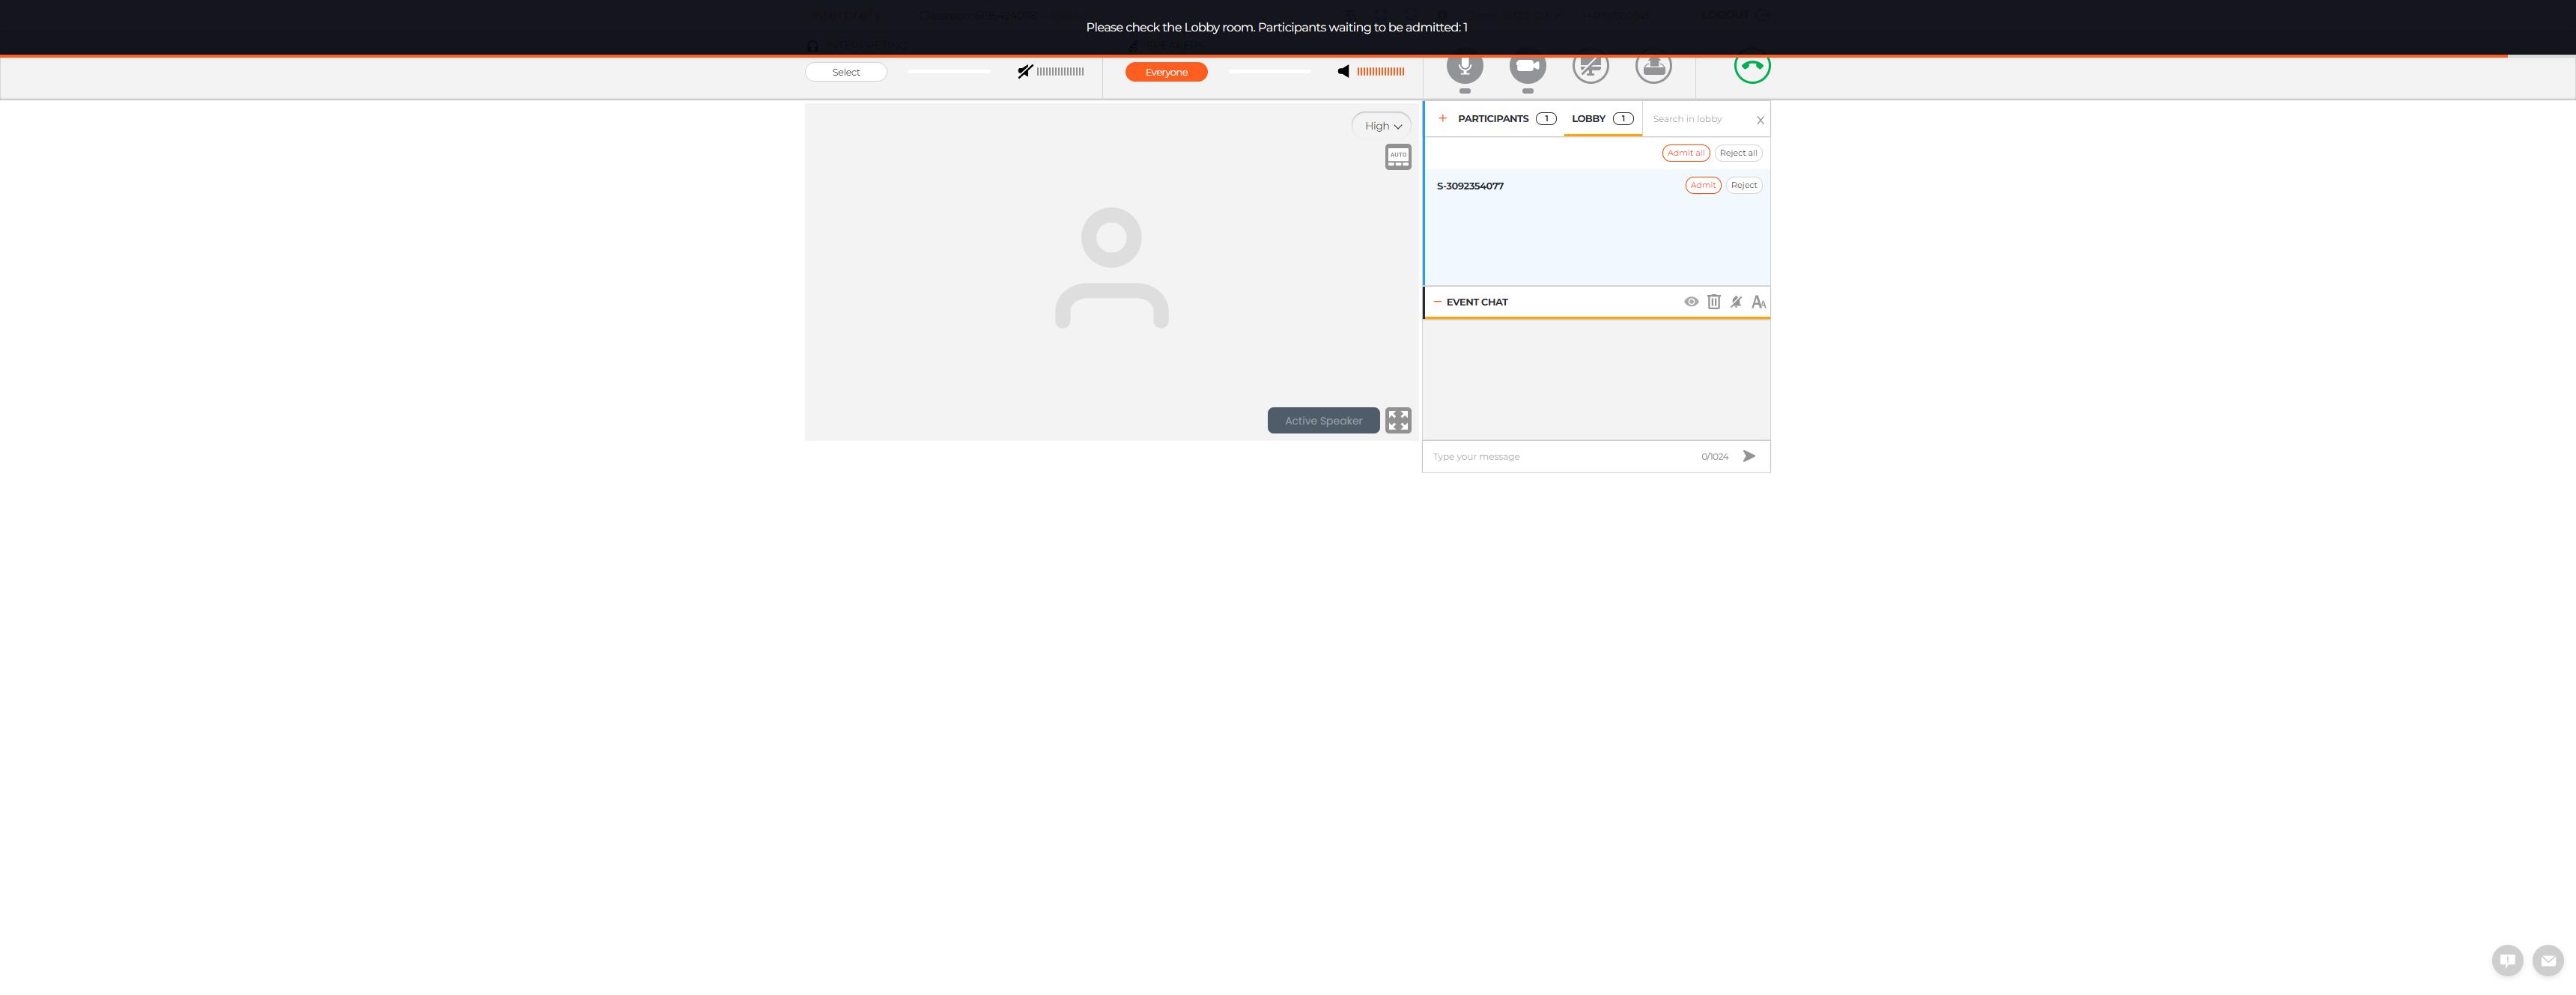 Please check the Lobby room. Participants waiting to be admitted: 1
Select
Everyone
High
AUTO
Active Speaker
+ PARTICIPANTS 1 LOBBY 1 Search in lobby X
Admit all Reject all
S-3092354077 Admit Reject
EVENT CHAT AA
Type your message 0/1024